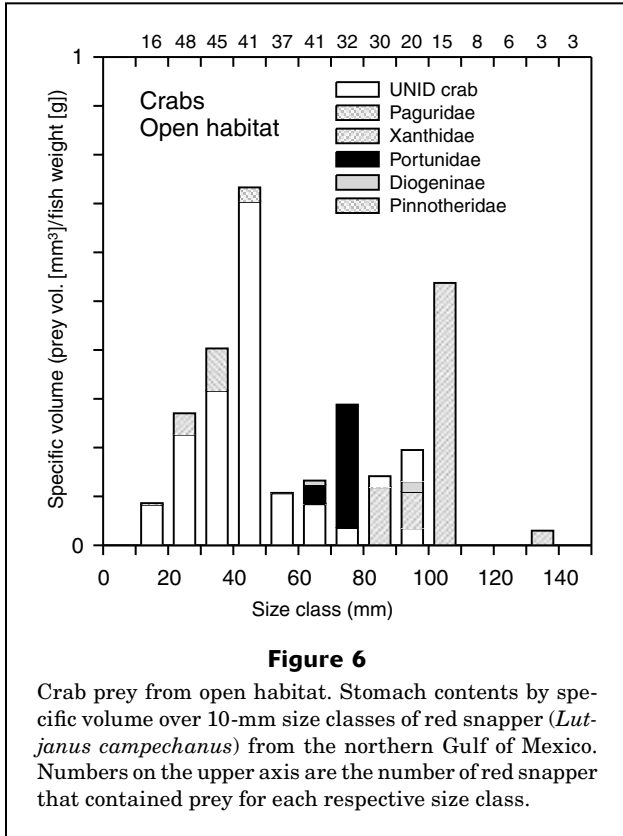 16 48 45 41 37 41 32 30 20 15 8 6 3 3
1
Crabs
Open habitat
UNID crab
Paguridae
Xanthidae
Portunidae
Diogeninae
Pinnotheridae
Specific volume (prey vol. [mm³]/fish weight [g])
0
0 20 40 60 80 100 120 140
Size class (mm)
Figure 6
Crab prey from open habitat. Stomach contents by spe-
cific volume over 10-mm size classes of red snapper (Lut-
janus campechanus) from the northern Gulf of Mexico.
Numbers on the upper axis are the number of red snapper
that contained prey for each respective size class.